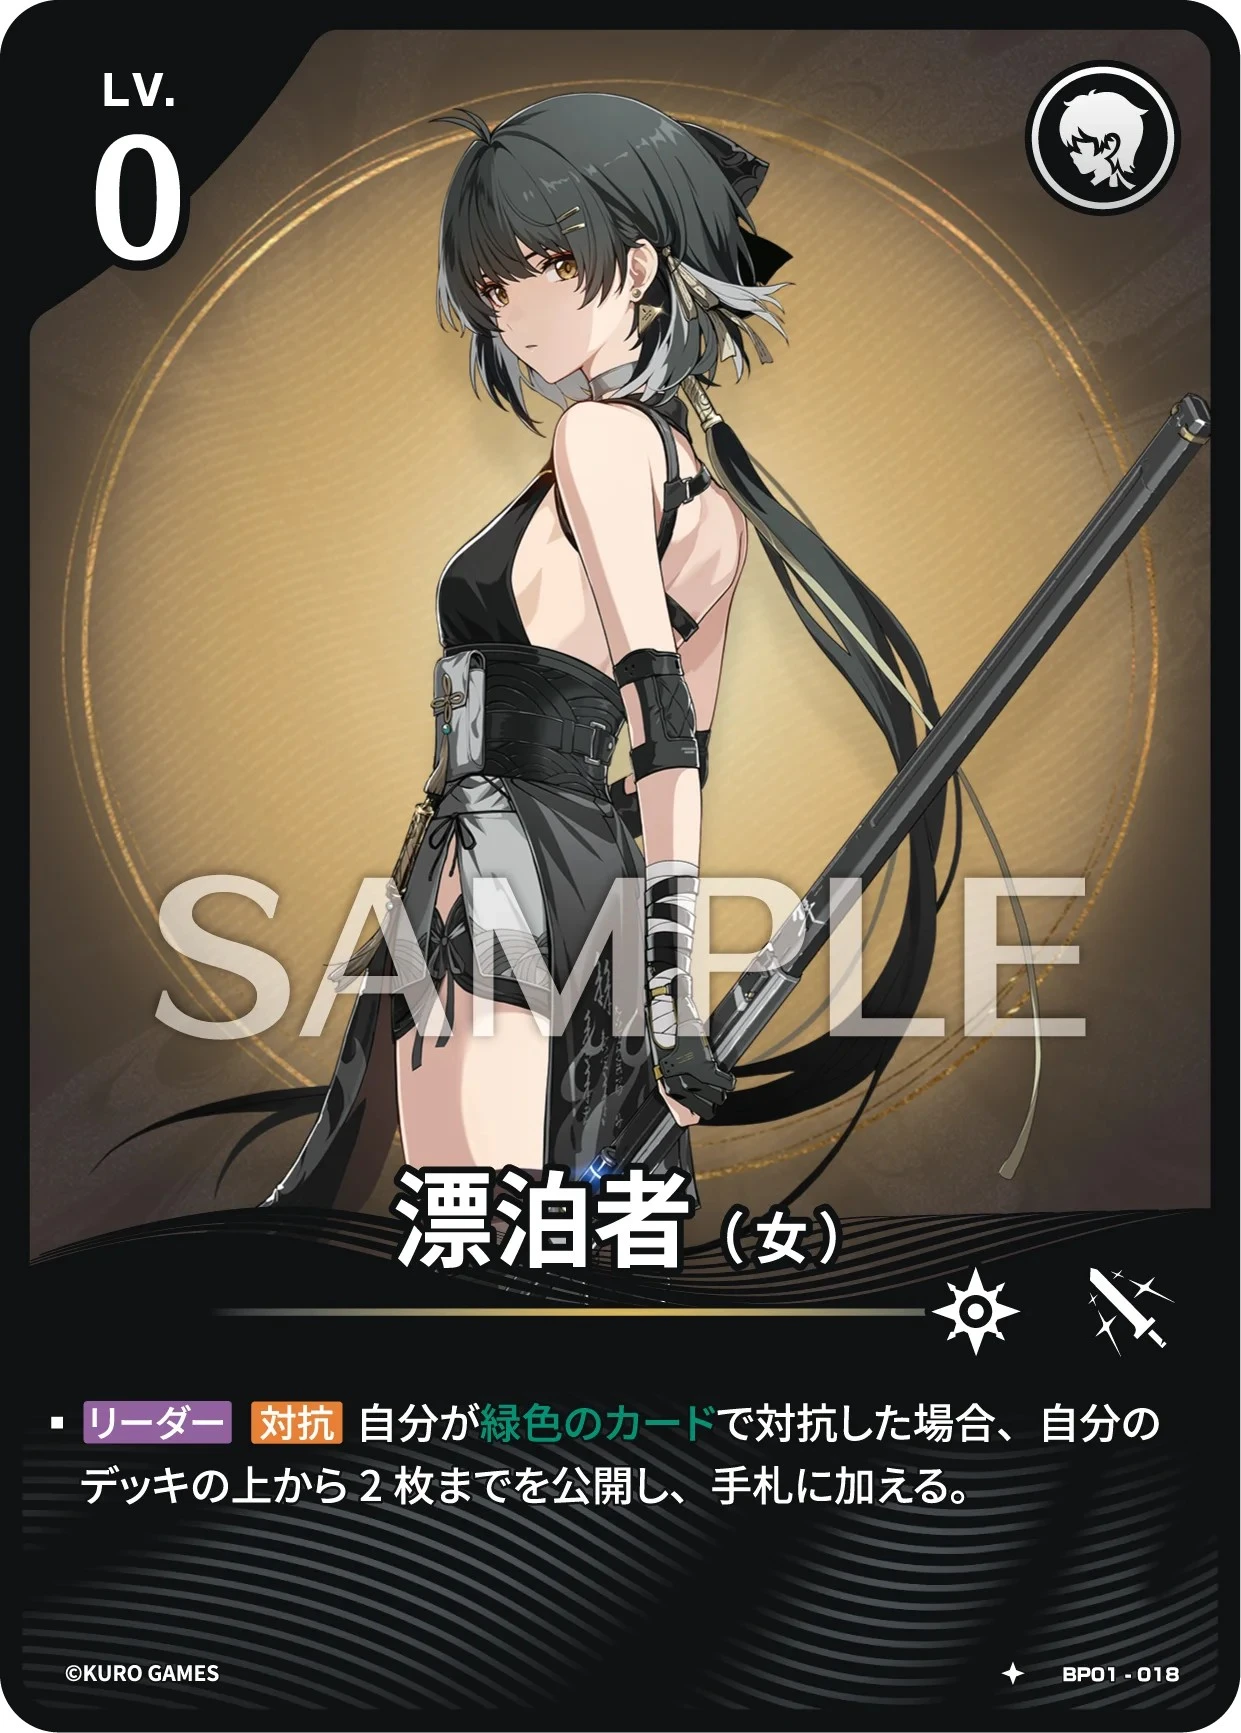 LV.
0
SAMPLE
漂泊者（女）
▪ リーダー 対抗 自分が緑色のカードで対抗した場合、自分の
デッキの上から 2 枚までを公開し、手札に加える。
©KURO GAMES
BP01 - 018